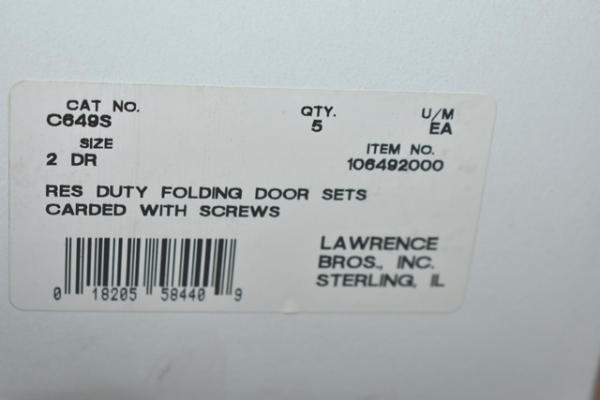 CAT NO. QTY. U/M
C649S 5 EA
SIZE ITEM NO.
2 DR 106492000
RES DUTY FOLDING DOOR SETS
CARDED WITH SCREWS
LAWRENCE
BROS., INC.
STERLING, IL
0 18205 58440 9